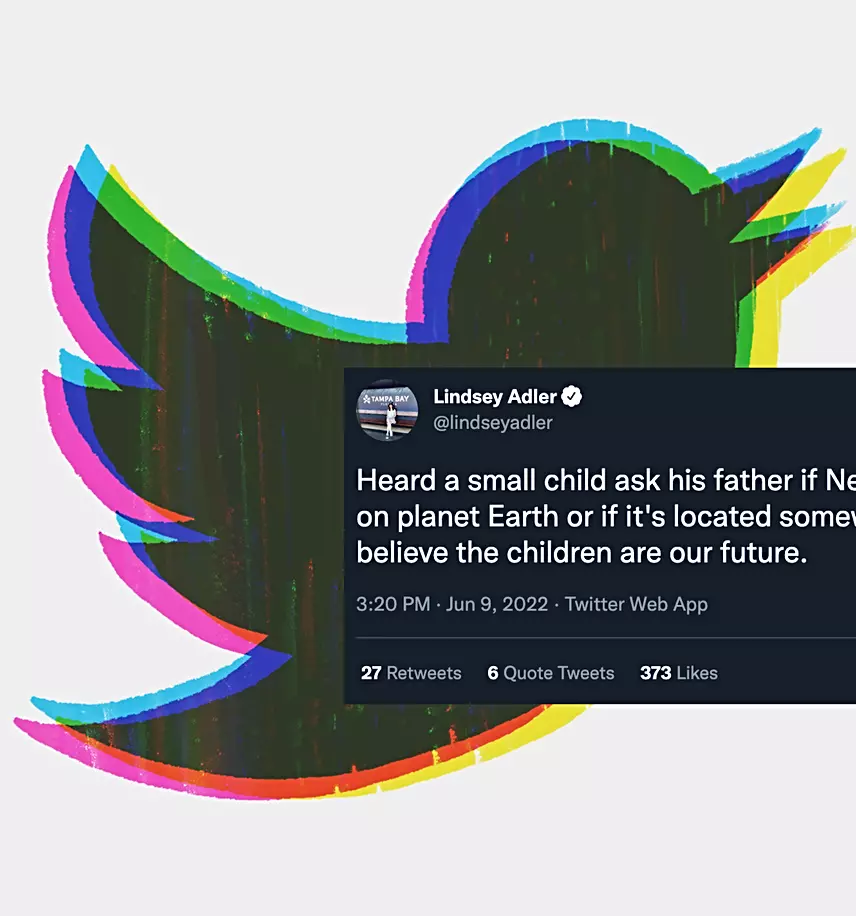 Lindsey Adler
@lindseyadler
TAMPA BAY
Heard a small child ask his father if Ne
on planet Earth or if it's located somew
believe the children are our future.
3:20 PM · Jun 9, 2022 · Twitter Web App
27 Retweets 6 Quote Tweets 373 Likes